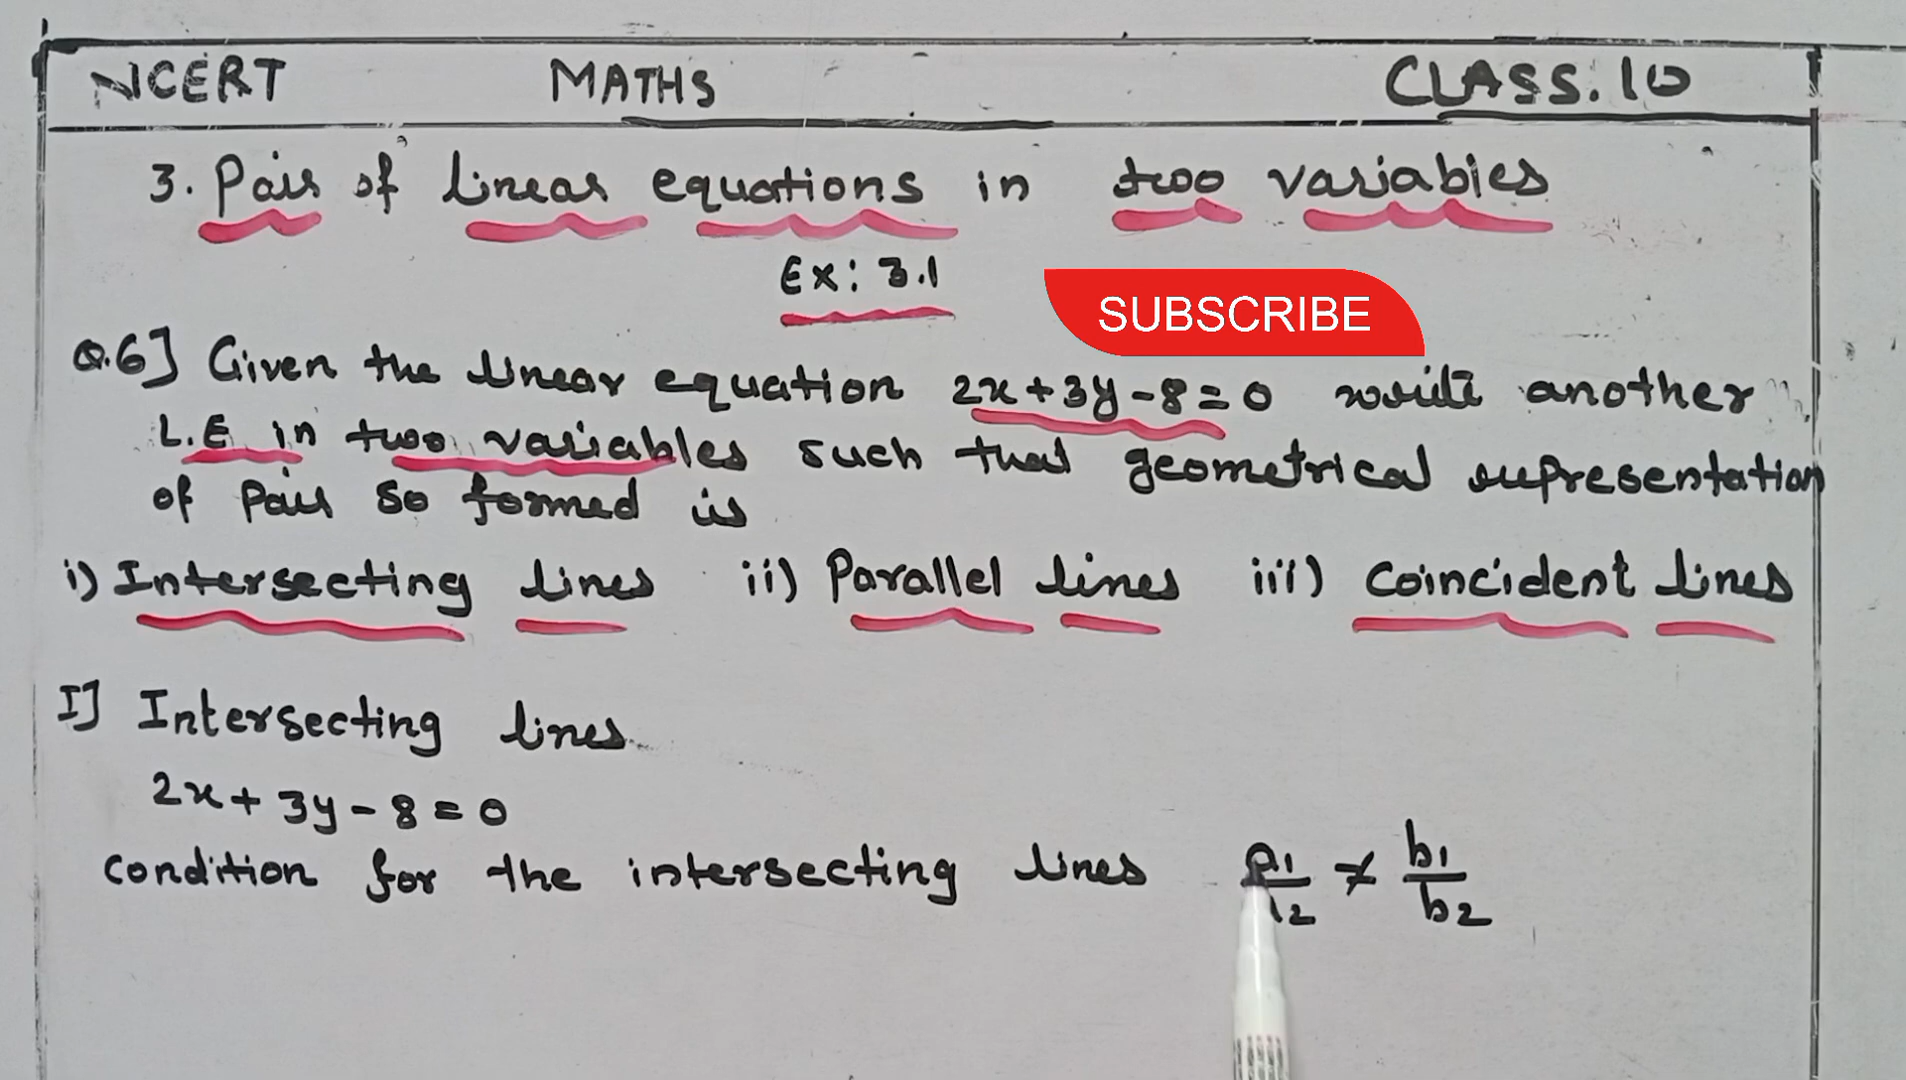 NCERT MATHS CLASS. 10
3. Pair of linear equations in two variables
Ex: 3.1
SUBSCRIBE
Q.6] Given the linear equation 2x+3y-8=0 write another
L.E in two variables such that geometrical representation
of pair so formed is
i) Intersecting lines ii) Parallel lines iii) Coincident lines
I] Intersecting lines
2x+3y-8=0
condition for the intersecting lines a1/a2 ≠ b1/b2